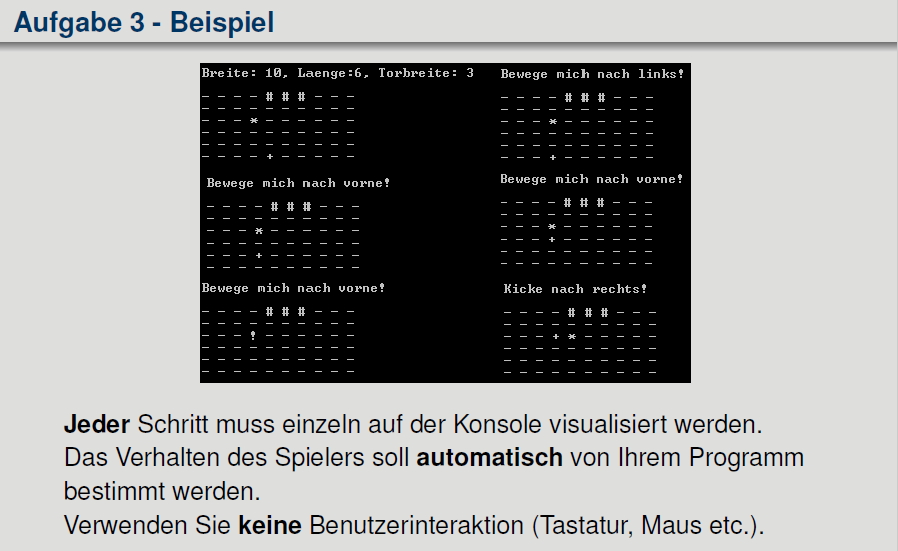 Aufgabe 3 - Beispiel
Breite: 10, Laenge:6, Torbreite: 3
- - - - # # # - - -
- - - - - - - - - -
- - - * - - - - - -
- - - - - - - - - -
- - - - - - - - - -
- - - - + - - - - -
Bewege mich nach links!
- - - - # # # - - -
- - - - - - - - - -
- - - * - - - - - -
- - - - - - - - - -
- - - - - - - - - -
- - - + - - - - - -
Bewege mich nach vorne!
- - - - # # # - - -
- - - - - - - - - -
- - - * - - - - - -
- - - - - - - - - -
- - - + - - - - - -
- - - - - - - - - -
Bewege mich nach vorne!
- - - - # # # - - -
- - - - - - - - - -
- - - * - - - - - -
- - - + - - - - - -
- - - - - - - - - -
- - - - - - - - - -
Bewege mich nach vorne!
- - - - # # # - - -
- - - - - - - - - -
- - - ! - - - - - -
- - - - - - - - - -
- - - - - - - - - -
- - - - - - - - - -
Kicke nach rechts!
- - - - # # # - - -
- - - - - - - - - -
- - - + * - - - - -
- - - - - - - - - -
- - - - - - - - - -
- - - - - - - - - -
Jeder Schritt muss einzeln auf der Konsole visualisiert werden.
Das Verhalten des Spielers soll automatisch von Ihrem Programm
bestimmt werden.
Verwenden Sie keine Benutzerinteraktion (Tastatur, Maus etc.).